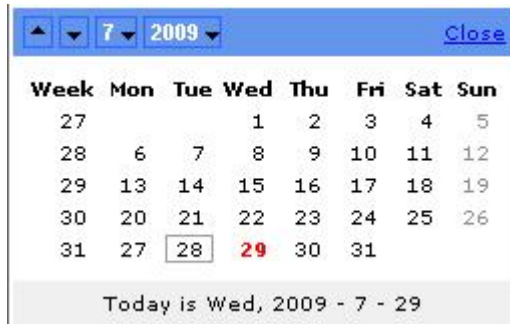 7 2009 Close
Week Mon Tue Wed Thu Fri Sat Sun
27 1 2 3 4 5
28 6 7 8 9 10 11 12
29 13 14 15 16 17 18 19
30 20 21 22 23 24 25 26
31 27 28 29 30 31
Today is Wed, 2009 - 7 - 29